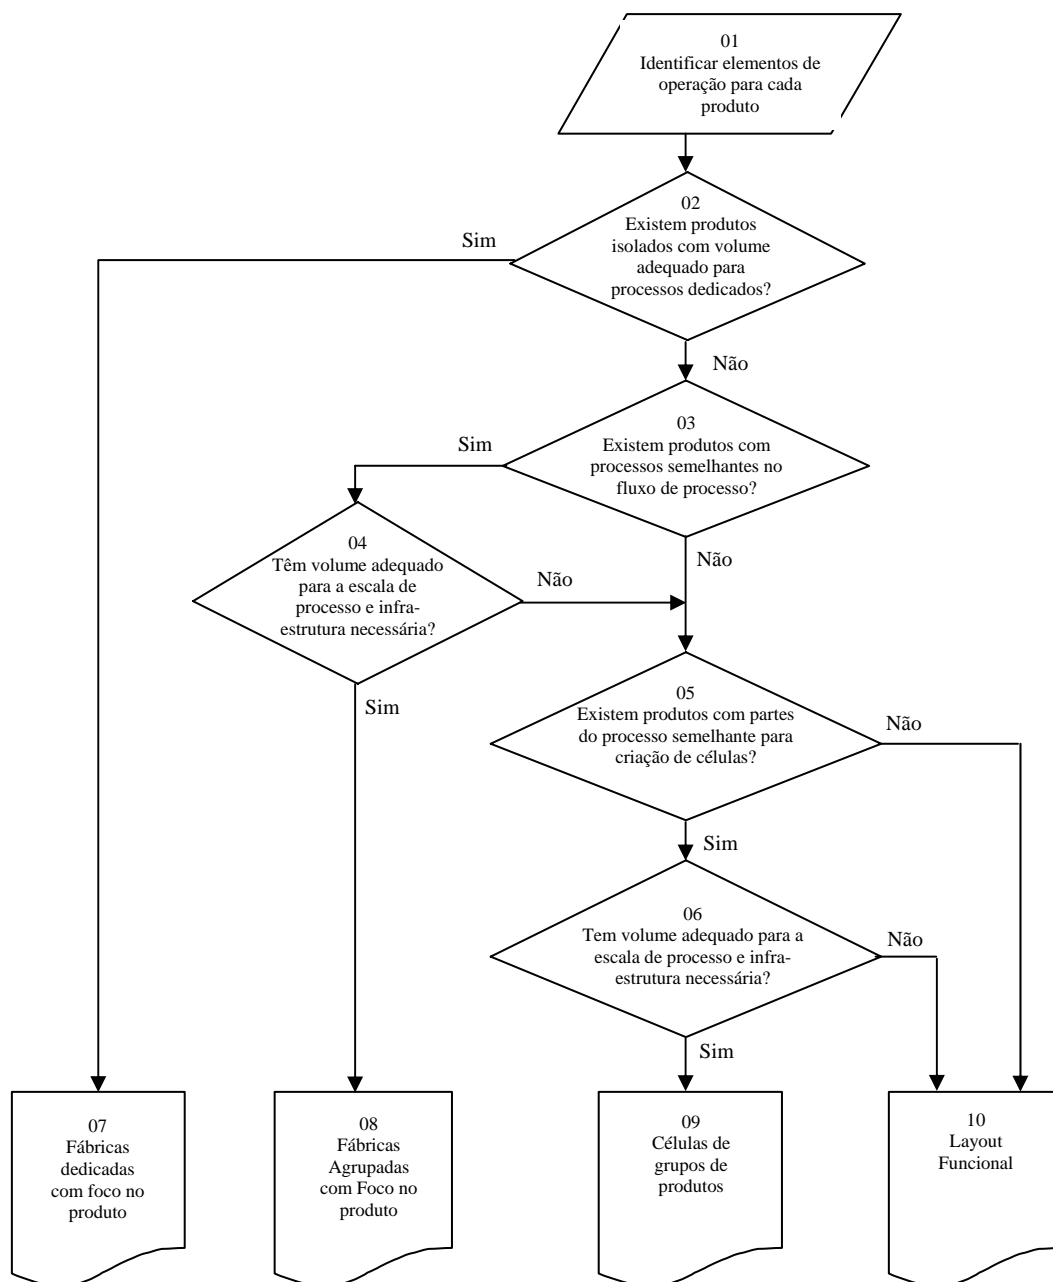 01
Identificar elementos de
operação para cada
produto
02
Existem produtos
isolados com volume
adequado para
processos dedicados?
Sim
Não
03
Existem produtos com
processos semelhantes no
fluxo de processo?
Sim
Não
04
Têm volume adequado
para a escala de
processo e infra-
estrutura necessária?
Não
Sim
05
Existem produtos com partes
do processo semelhante para
criação de células?
Não
Sim
06
Tem volume adequado para a
escala de processo e infra-
estrutura necessária?
Não
Sim
07
Fábricas
dedicadas
com foco no
produto
08
Fábricas
Agrupadas
com Foco no
produto
09
Células de
grupos de
produtos
10
Layout
Funcional